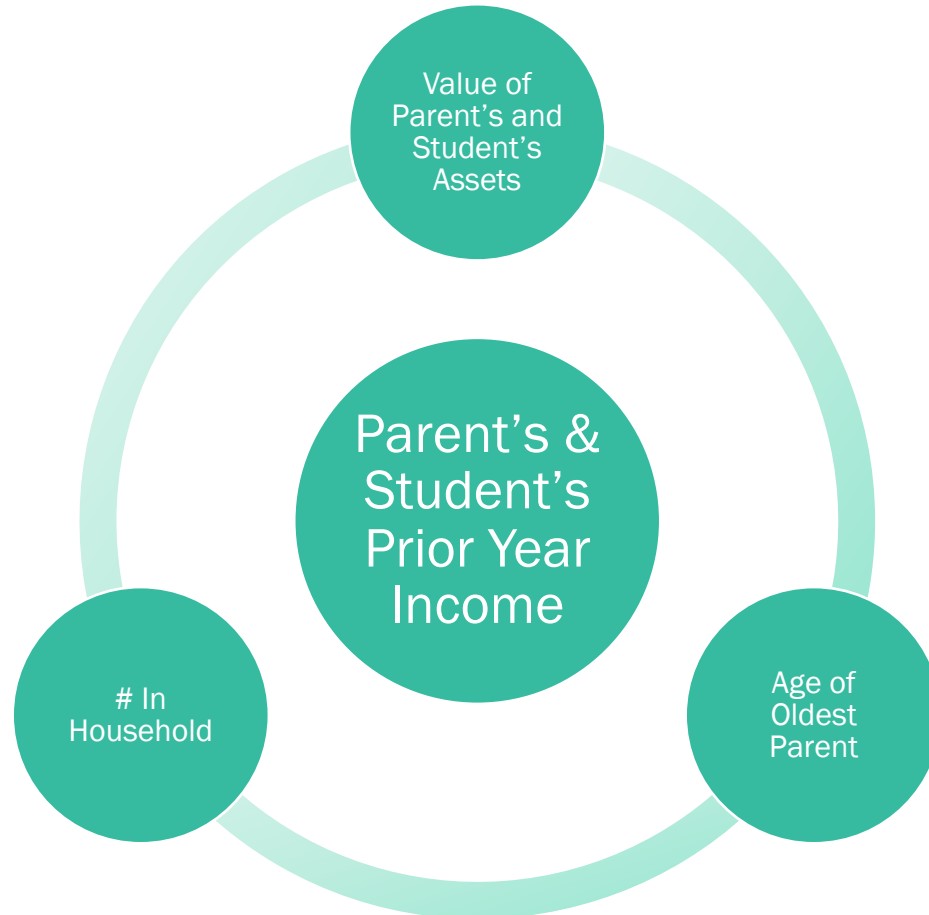 Value of
Parent’s and
Student’s
Assets
Parent’s &
Student’s
Prior Year
Income
# In
Household
Age of
Oldest
Parent